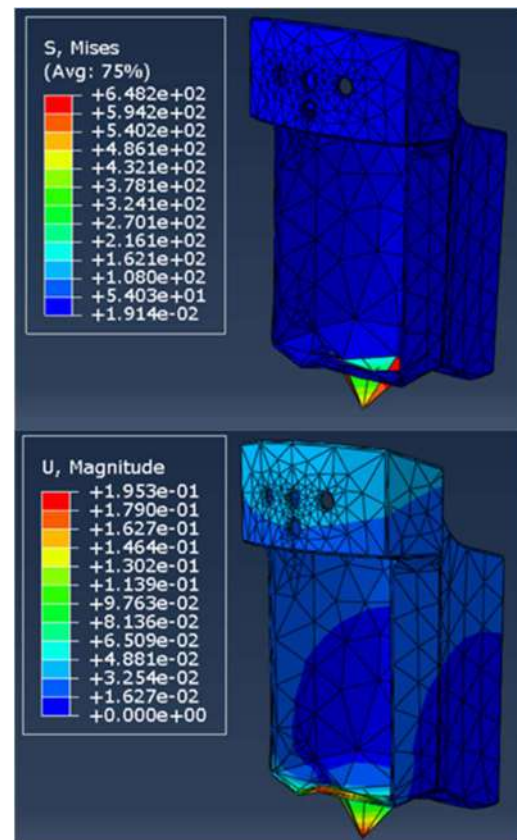 S, Mises
(Avg: 75%)
+6.482e+02
+5.942e+02
+5.402e+02
+4.861e+02
+4.321e+02
+3.781e+02
+3.241e+02
+2.701e+02
+2.161e+02
+1.621e+02
+1.080e+02
+5.403e+01
+1.914e-02
U, Magnitude
+1.953e-01
+1.790e-01
+1.627e-01
+1.464e-01
+1.302e-01
+1.139e-01
+9.763e-02
+8.136e-02
+6.509e-02
+4.881e-02
+3.254e-02
+1.627e-02
+0.000e+00